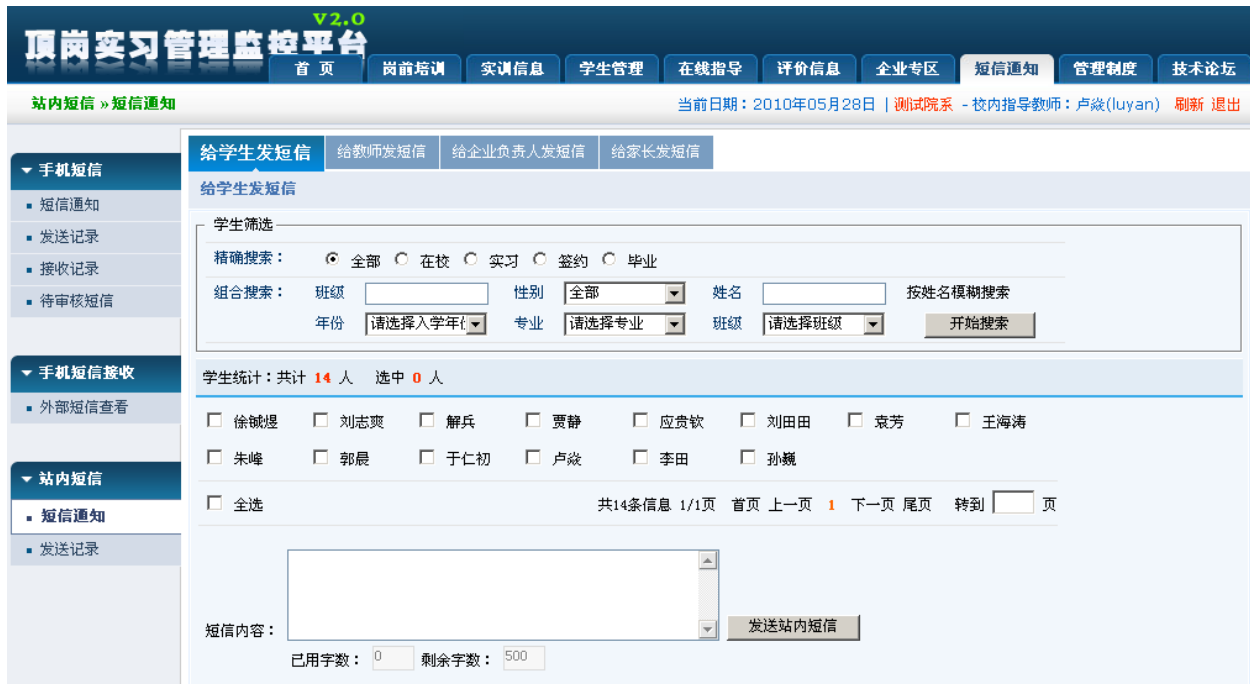 V2.0
顶岗实习管理监控平台
首 页 岗前培训 实训信息 学生管理 在线指导 评价信息 企业专区 短信通知 管理制度 技术论坛
站内短信 » 短信通知 当前日期：2010年05月28日 | 测试院系 - 校内指导教师：卢焱(luyan) 刷新 退出
给学生发短信 给教师发短信 给企业负责人发短信 给家长发短信
手机短信
短信通知
发送记录
接收记录
待审核短信
手机短信接收
外部短信查看
站内短信
短信通知
发送记录
给学生发短信
学生筛选
精确搜索： 全部 在校 实习 签约 毕业
组合搜索： 班级 性别 全部 姓名 按姓名模糊搜索
年份 请选择入学年份 专业 请选择专业 班级 请选择班级 开始搜索
学生统计：共计 14 人 选中 0 人
徐铖煜 刘志爽 解兵 贾静 应贵钦 刘田田 袁芳 王海涛
朱峰 郭晨 于仁初 卢焱 李田 孙巍
全选 共14条信息 1/1页 首页 上一页 1 下一页 尾页 转到 页
短信内容： 发送站内短信
已用字数： 0 剩余字数： 500